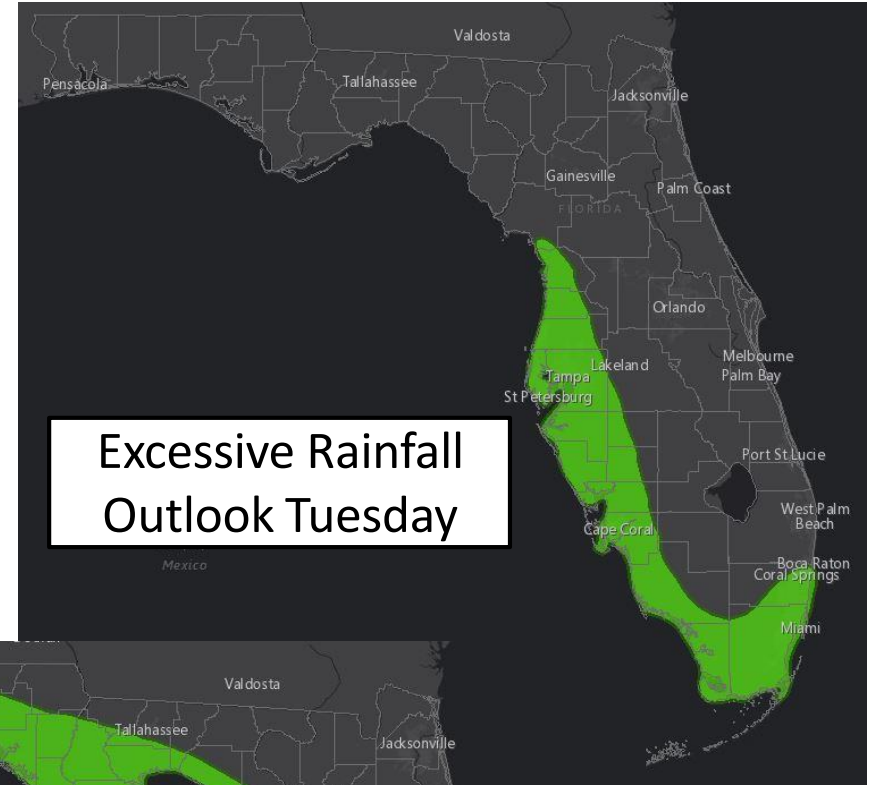 Valdosta
Pensacola
Tallahassee
Jacksonville
Gainesville
Palm Coast
FLORIDA
Orlando
Melbourne
Lakeland
Palm Bay
Tampa
St Petersburg
Excessive Rainfall
Outlook Tuesday
Port St Lucie
West Palm
Beach
Cape Coral
Boca Raton
Coral Springs
Mexico
Miami
Valdosta
Tallahassee
Jacksonville